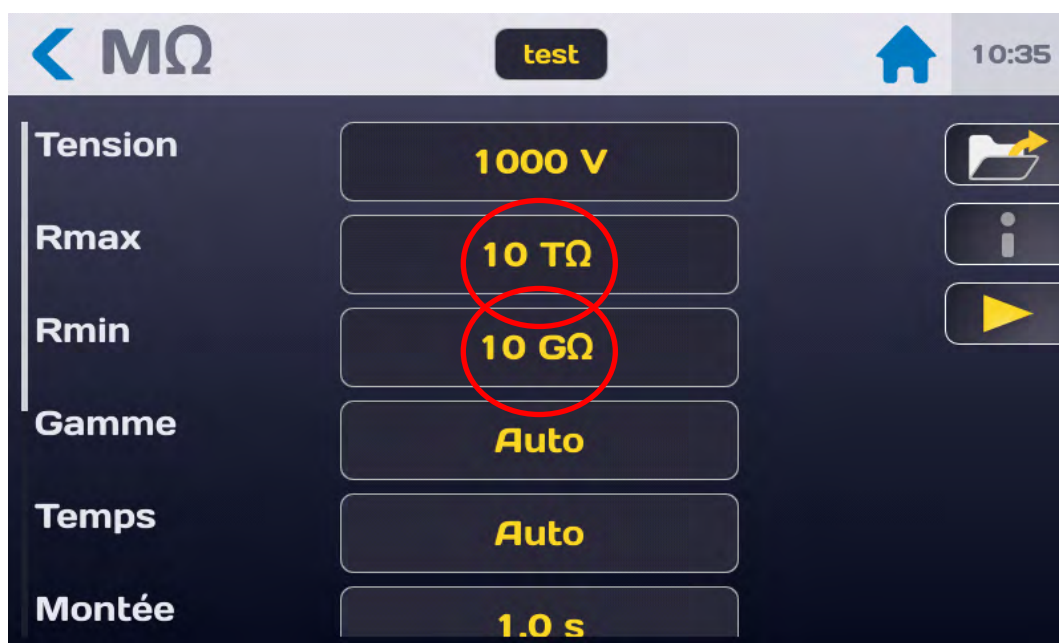 MΩ
test
10:35
Tension
1000 V
Rmax
10 TΩ
Rmin
10 GΩ
Gamme
Auto
Temps
Auto
Montée
1.0 s